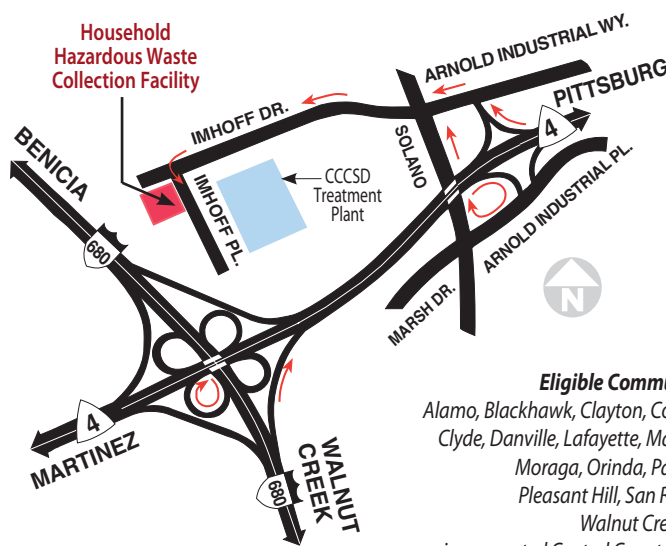 Household
Hazardous Waste
Collection Facility
ARNOLD INDUSTRIAL WY.
PITTSBURG
4
IMHOFF DR.
SOLANO
BENICIA
IMHOFF PL.
CCCSD
Treatment
Plant
680
ARNOLD INDUSTRIAL PL.
MARSH DR.
N
4
MARTINEZ
WALNUT
CREEK
680
Eligible Commu
Alamo, Blackhawk, Clayton, Co
Clyde, Danville, Lafayette, Ma
Moraga, Orinda, Pa
Pleasant Hill, San R
Walnut Cre